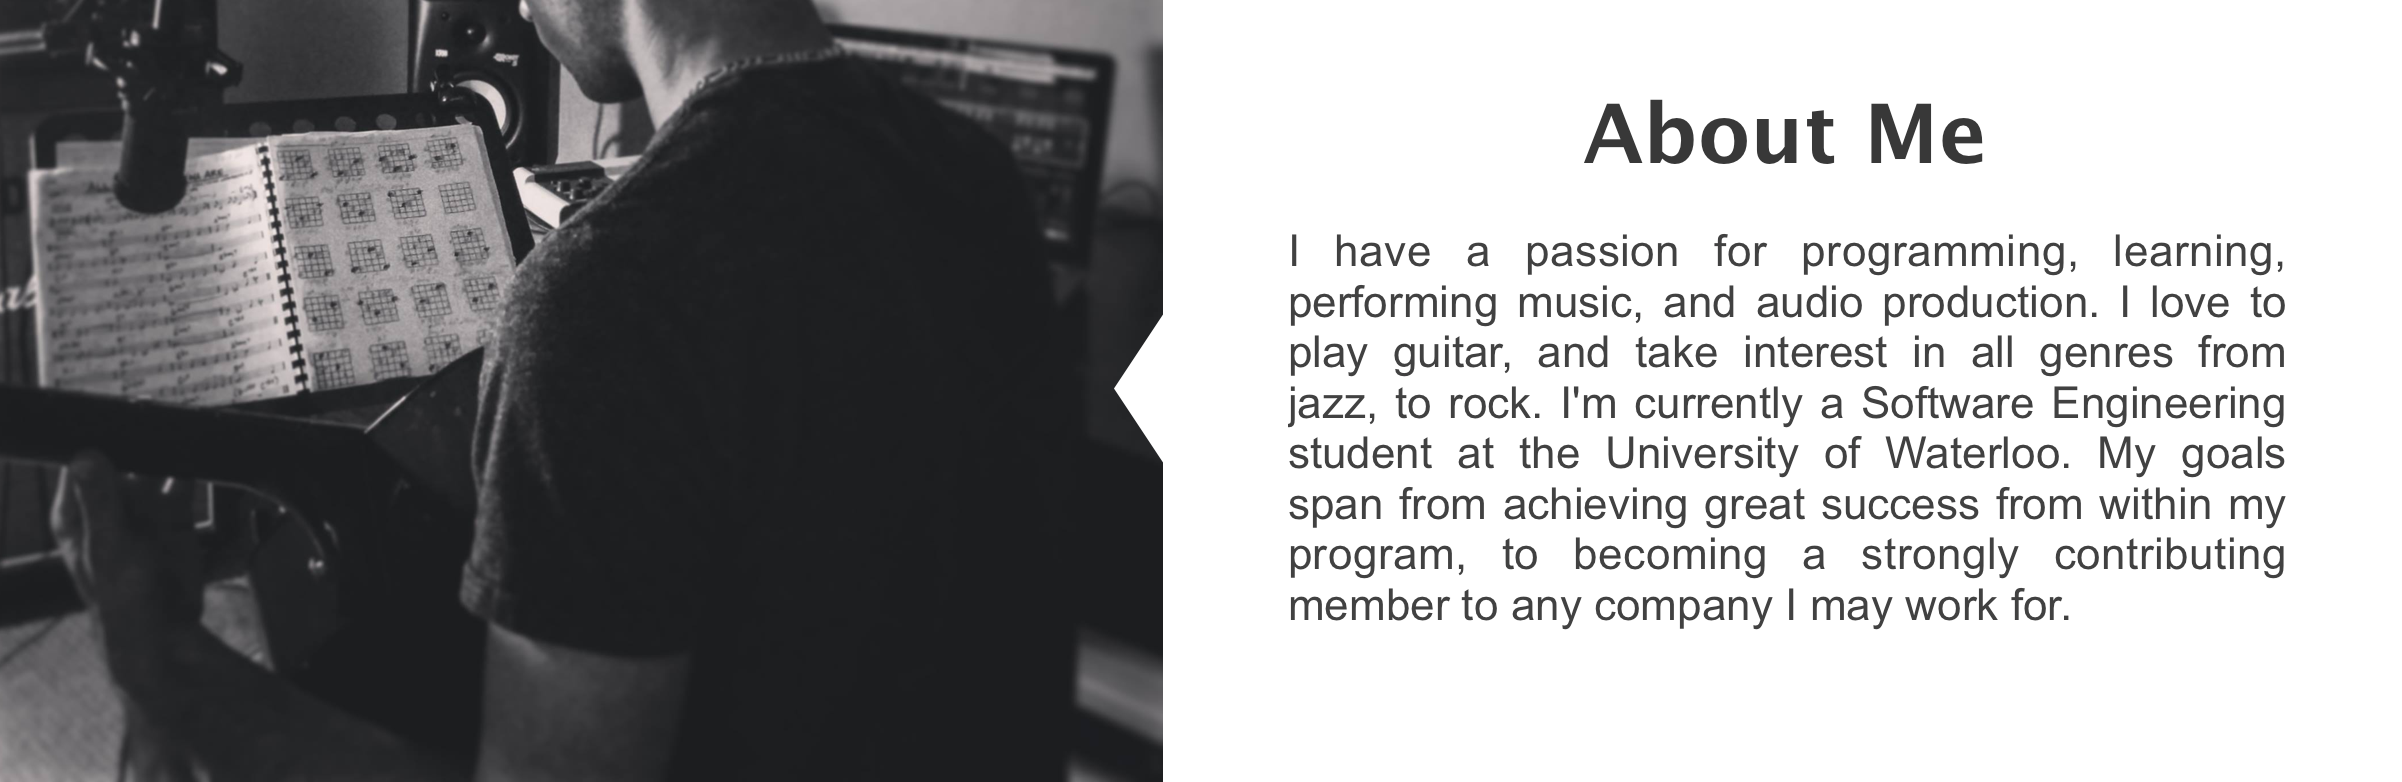 About Me
I have a passion for programming, learning,
performing music, and audio production. I love to
play guitar, and take interest in all genres from
jazz, to rock. I'm currently a Software Engineering
student at the University of Waterloo. My goals
span from achieving great success from within my
program, to becoming a strongly contributing
member to any company I may work for.